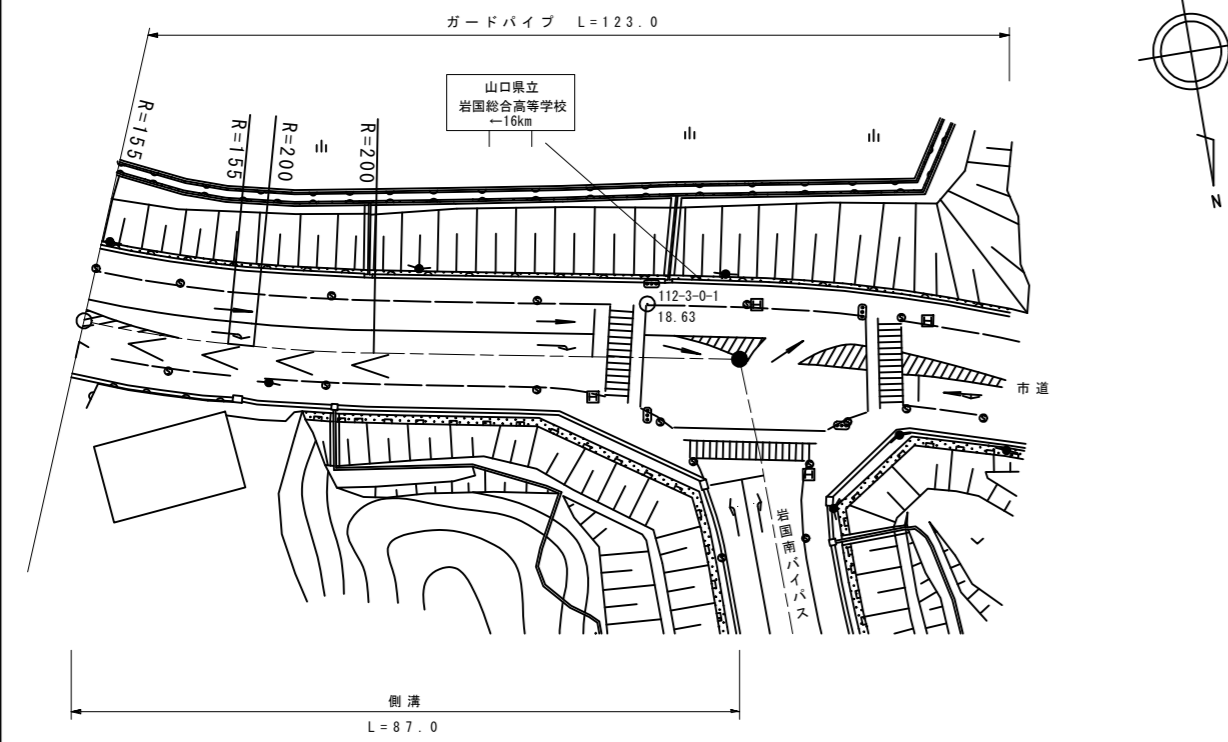 ガードパイプ L=123.0
山口県立
岩国総合高等学校
←16km
R=155
R=155
R=200
R=200
N
112-3-0-1
18.63
市道
岩国南バイパス
側溝
L=87.0